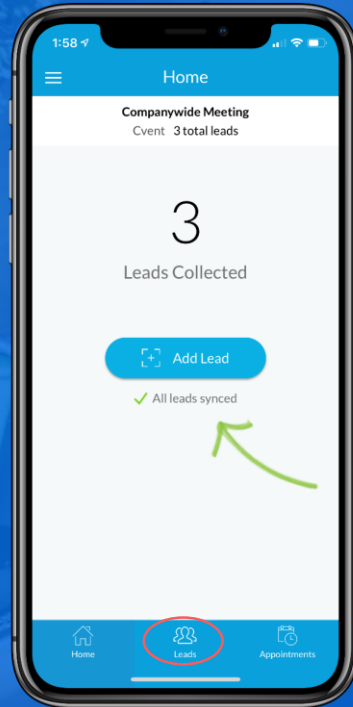 1:58
Home
Companywide Meeting
Cvent 3 total leads
3
Leads Collected
Add Lead
All leads synced
Home Leads Appointments